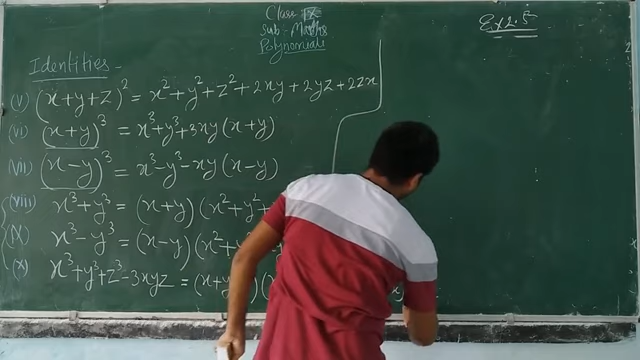 Class IX
Sub - Maths
Polynomials
Ex 2.5
Identities -
(v) (x+y+z)² = x²+y²+z²+2xy+2yz+2zx
(vi) (x+y)³ = x³+y³+3xy(x+y)
(vii) (x-y)³ = x³-y³-xy(x-y)
(viii) x³+y³ = (x+y)(x²+y²
(ix) x³-y³ = (x-y)(x²+y²
(x) x³+y³+z³-3xyz = (x+y